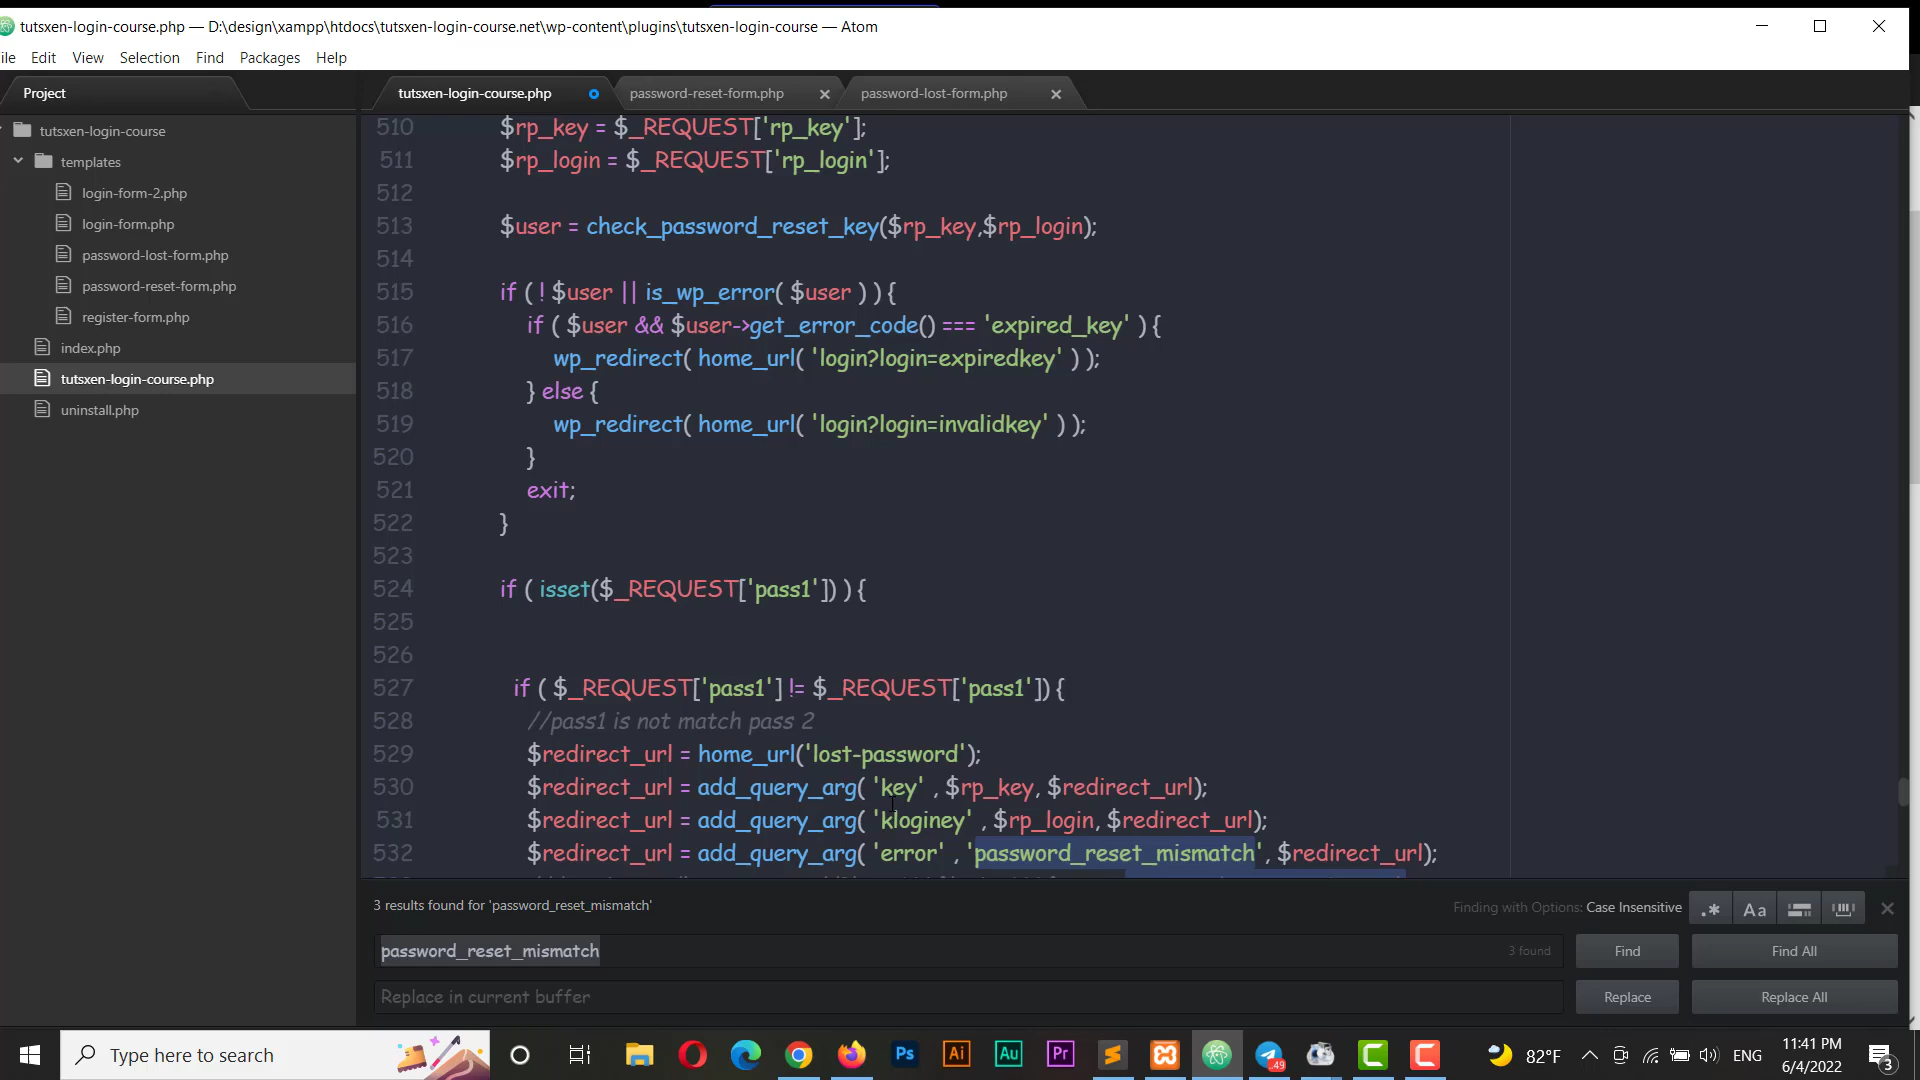 tutsxen-login-course.php — D:\design\xampp\htdocs\tutsxen-login-course.net\wp-content\plugins\tutsxen-login-course — Atom
ile Edit View Selection Find Packages Help
Project
tutsxen-login-course.php password-reset-form.php password-lost-form.php
tutsxen-login-course
templates
login-form-2.php
login-form.php
password-lost-form.php
password-reset-form.php
register-form.php
index.php
tutsxen-login-course.php
uninstall.php
510 $rp_key = $_REQUEST['rp_key'];
511 $rp_login = $_REQUEST['rp_login'];
512
513 $user = check_password_reset_key($rp_key,$rp_login);
514
515 if ( ! $user || is_wp_error( $user ) ) {
516 if ( $user && $user->get_error_code() === 'expired_key' ) {
517 wp_redirect( home_url( 'login?login=expiredkey' ) );
518 } else {
519 wp_redirect( home_url( 'login?login=invalidkey' ) );
520 }
521 exit;
522 }
523
524 if ( isset($_REQUEST['pass1']) ) {
525
526
527 if ( $_REQUEST['pass1'] != $_REQUEST['pass1']) {
528 //pass1 is not match pass 2
529 $redirect_url = home_url('lost-password');
530 $redirect_url = add_query_arg( 'key' , $rp_key, $redirect_url);
531 $redirect_url = add_query_arg( 'kloginey' , $rp_login, $redirect_url);
532 $redirect_url = add_query_arg( 'error' , 'password_reset_mismatch', $redirect_url);
3 results found for 'password_reset_mismatch'
Finding with Options: Case Insensitive
.* Aa
password_reset_mismatch
3 found
Find Find All
Replace in current buffer
Replace Replace All
Type here to search
Ps Ai Au Pr
49
82°F
ENG
11:41 PM
6/4/2022
3